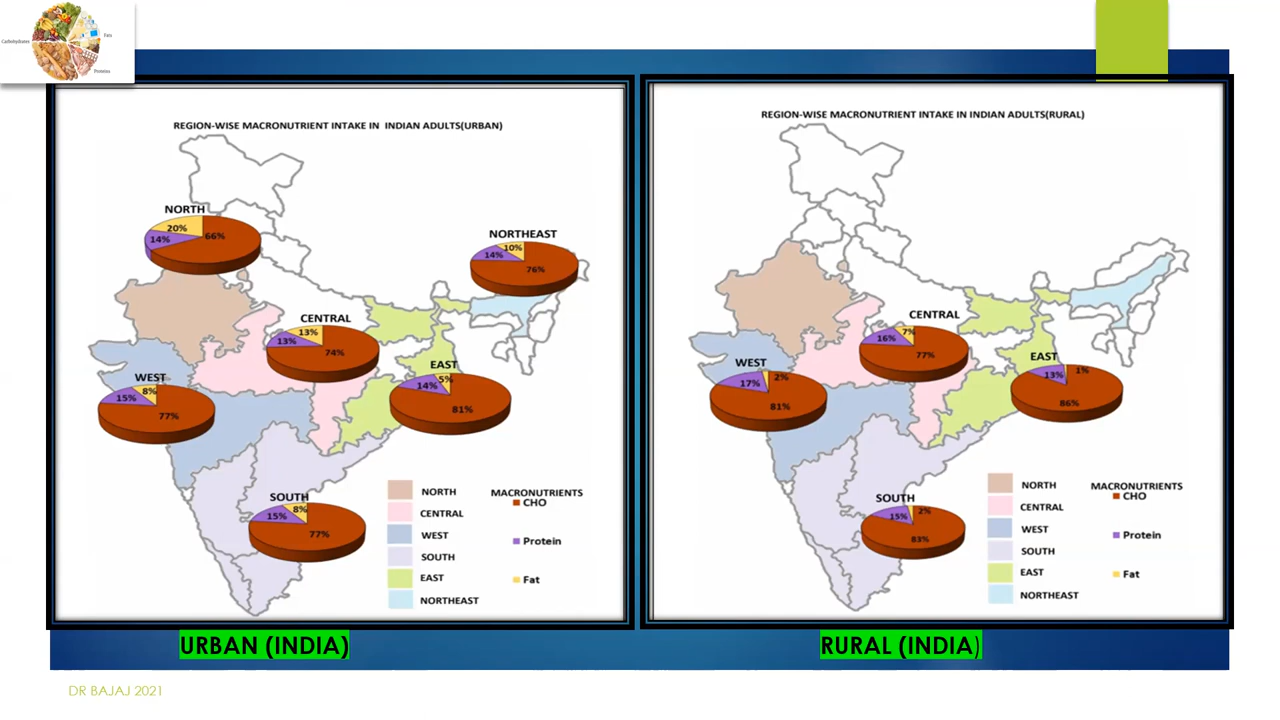 Carbohydrates
Fats
Proteins
REGION-WISE MACRONUTRIENT INTAKE IN INDIAN ADULTS(URBAN)
NORTH
20%
14%
66%
NORTHEAST
10%
14%
76%
CENTRAL
13%
13%
74%
WEST
8%
15%
77%
EAST
5%
14%
81%
SOUTH
8%
15%
77%
NORTH
CENTRAL
WEST
SOUTH
EAST
NORTHEAST
MACRONUTRIENTS
CHO
Protein
Fat
URBAN (INDIA)
REGION-WISE MACRONUTRIENT INTAKE IN INDIAN ADULTS(RURAL)
CENTRAL
7%
16%
77%
WEST
2%
17%
81%
EAST
1%
13%
86%
SOUTH
2%
15%
83%
NORTH
CENTRAL
WEST
SOUTH
EAST
NORTHEAST
MACRONUTRIENTS
CHO
Protein
Fat
RURAL (INDIA)
DR BAJAJ 2021